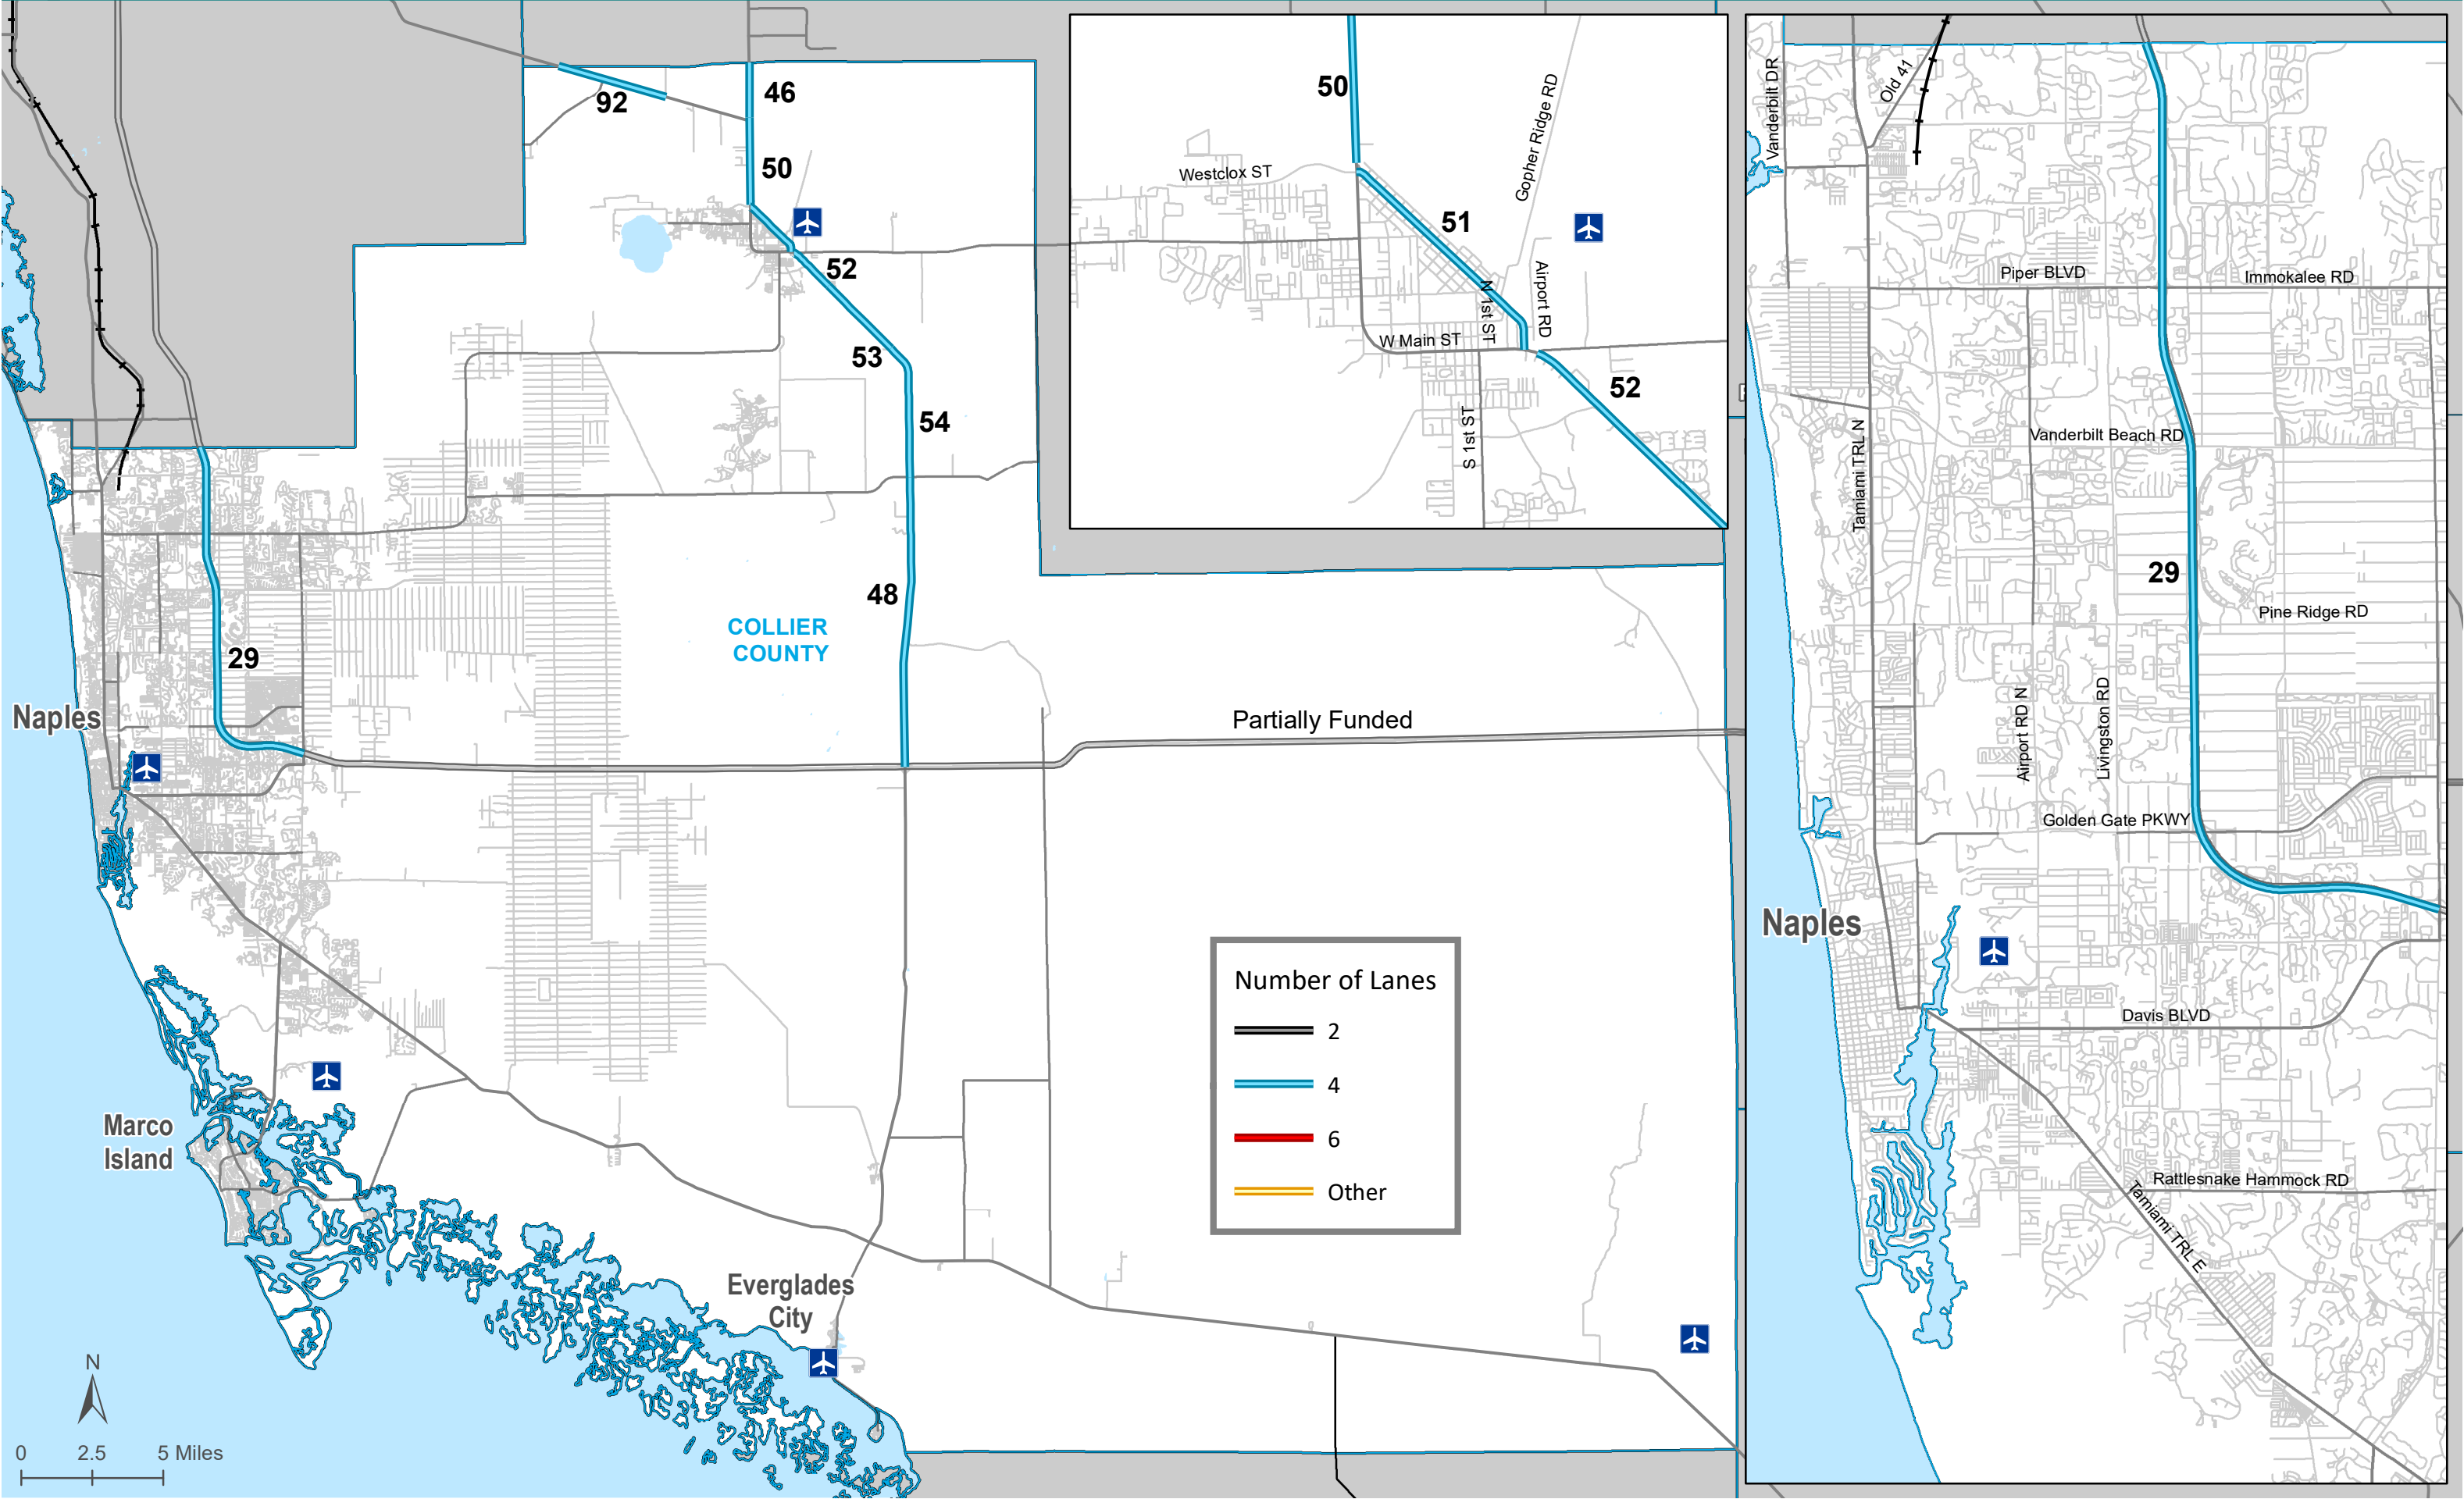 92
46
50
52
53
54
48
29
COLLIER
COUNTY
Partially Funded
Naples
Marco
Island
Everglades
City
N
0 2.5 5 Miles
Number of Lanes
2
4
6
Other
50
Westclox ST
Gopher Ridge RD
51
N 1st ST
Airport RD
W Main ST
52
S 1st ST
Vanderbilt DR
Old 41
Piper BLVD
Immokalee RD
Tamiami TRL N
Vanderbilt Beach RD
29
Pine Ridge RD
Airport RD N
Livingston RD
Golden Gate PKWY
Naples
Davis BLVD
Rattlesnake Hammock RD
Tamiami TRL E